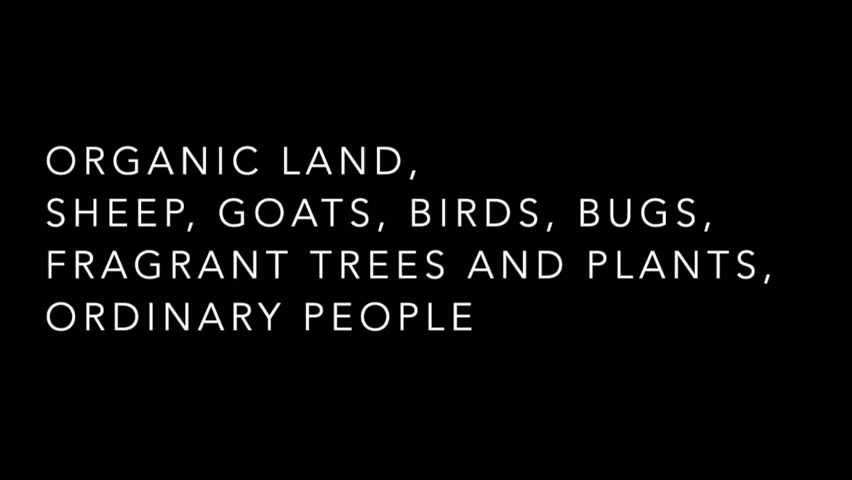 ORGANIC LAND,
SHEEP, GOATS, BIRDS, BUGS,
FRAGRANT TREES AND PLANTS,
ORDINARY PEOPLE